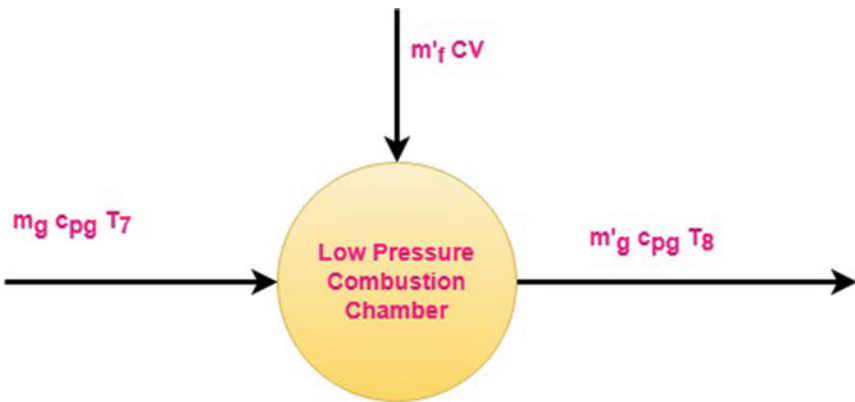 m'f CV
mg cpg T7
m'g cpg T8
Low Pressure
Combustion
Chamber